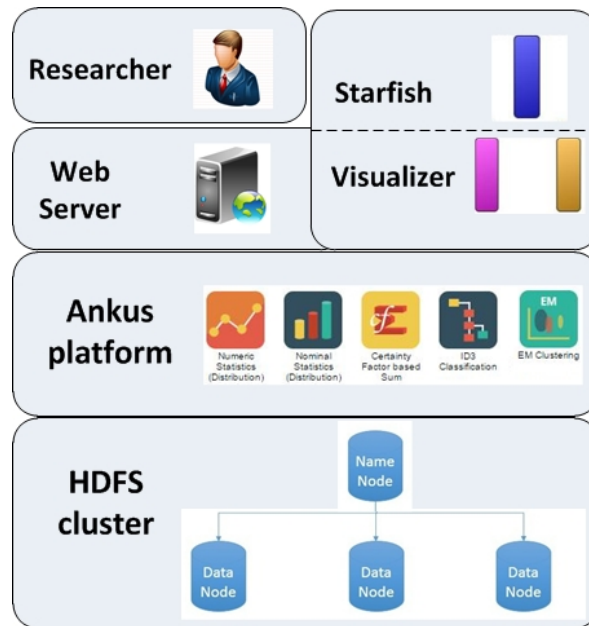 Researcher
Starfish
Web
Server
Visualizer
Ankus
platform
Numeric
Statistics
(Distribution)
Nominal
Statistics
(Distribution)
cf
Certainty
Factor based
Sum
ID3
Classification
EM
EM Clustering
HDFS
cluster
Name
Node
Data
Node
Data
Node
Data
Node